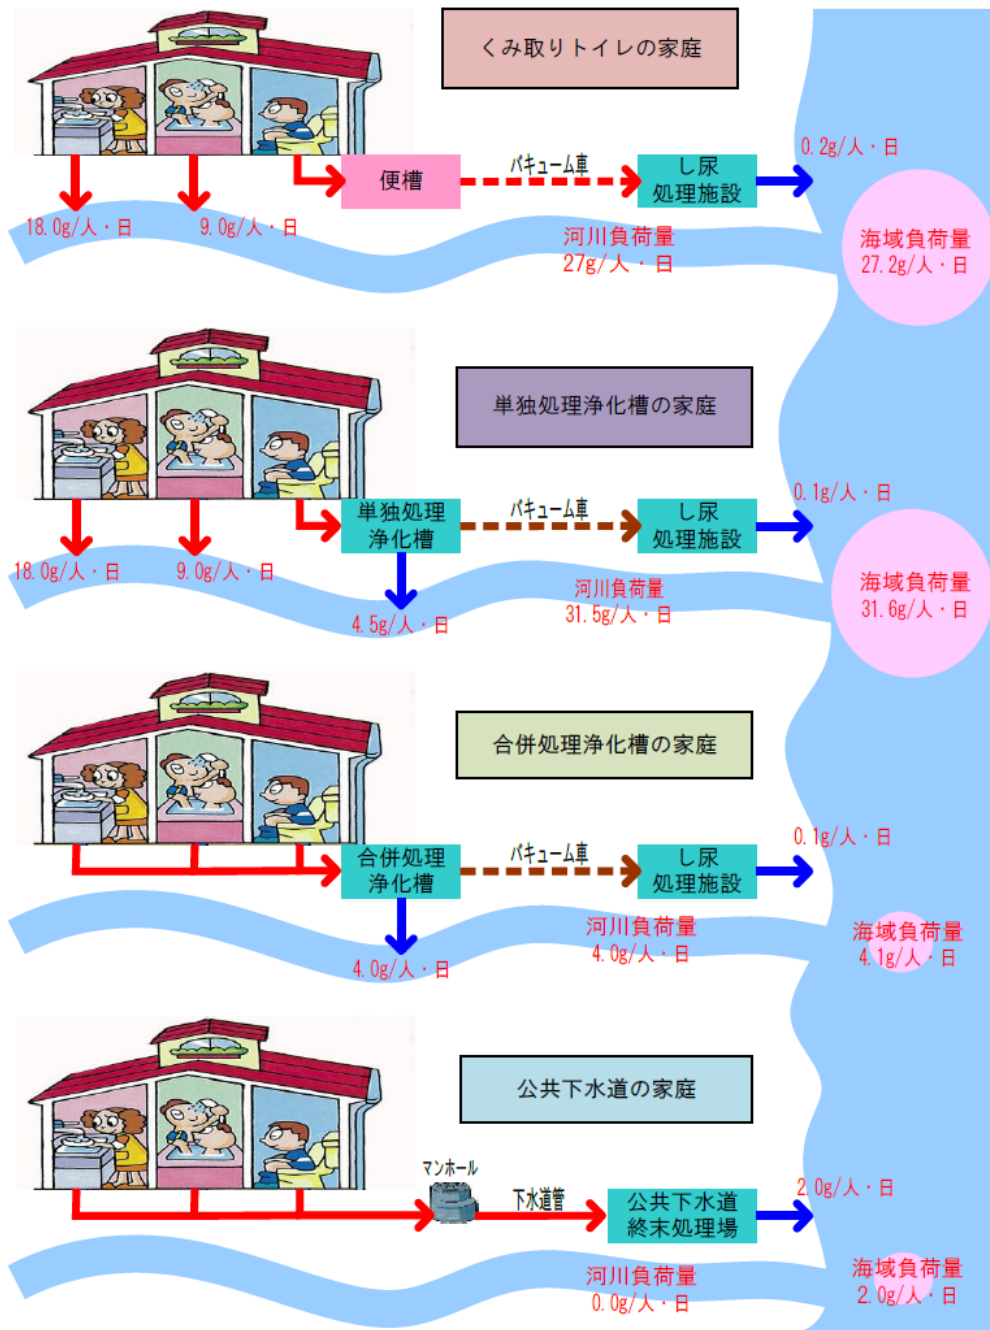 くみ取りトイレの家庭
0.2g/人・日
バキューム車
便槽
し尿
処理施設
18.0g/人・日
9.0g/人・日
河川負荷量
27g/人・日
海域負荷量
27.2g/人・日
単独処理浄化槽の家庭
0.1g/人・日
バキューム車
単独処理
浄化槽
し尿
処理施設
18.0g/人・日
9.0g/人・日
4.5g/人・日
河川負荷量
31.5g/人・日
海域負荷量
31.6g/人・日
合併処理浄化槽の家庭
0.1g/人・日
バキューム車
合併処理
浄化槽
し尿
処理施設
4.0g/人・日
河川負荷量
4.0g/人・日
海域負荷量
4.1g/人・日
公共下水道の家庭
マンホール
下水道管
公共下水道
終末処理場
2.0g/人・日
河川負荷量
0.0g/人・日
海域負荷量
2.0g/人・日